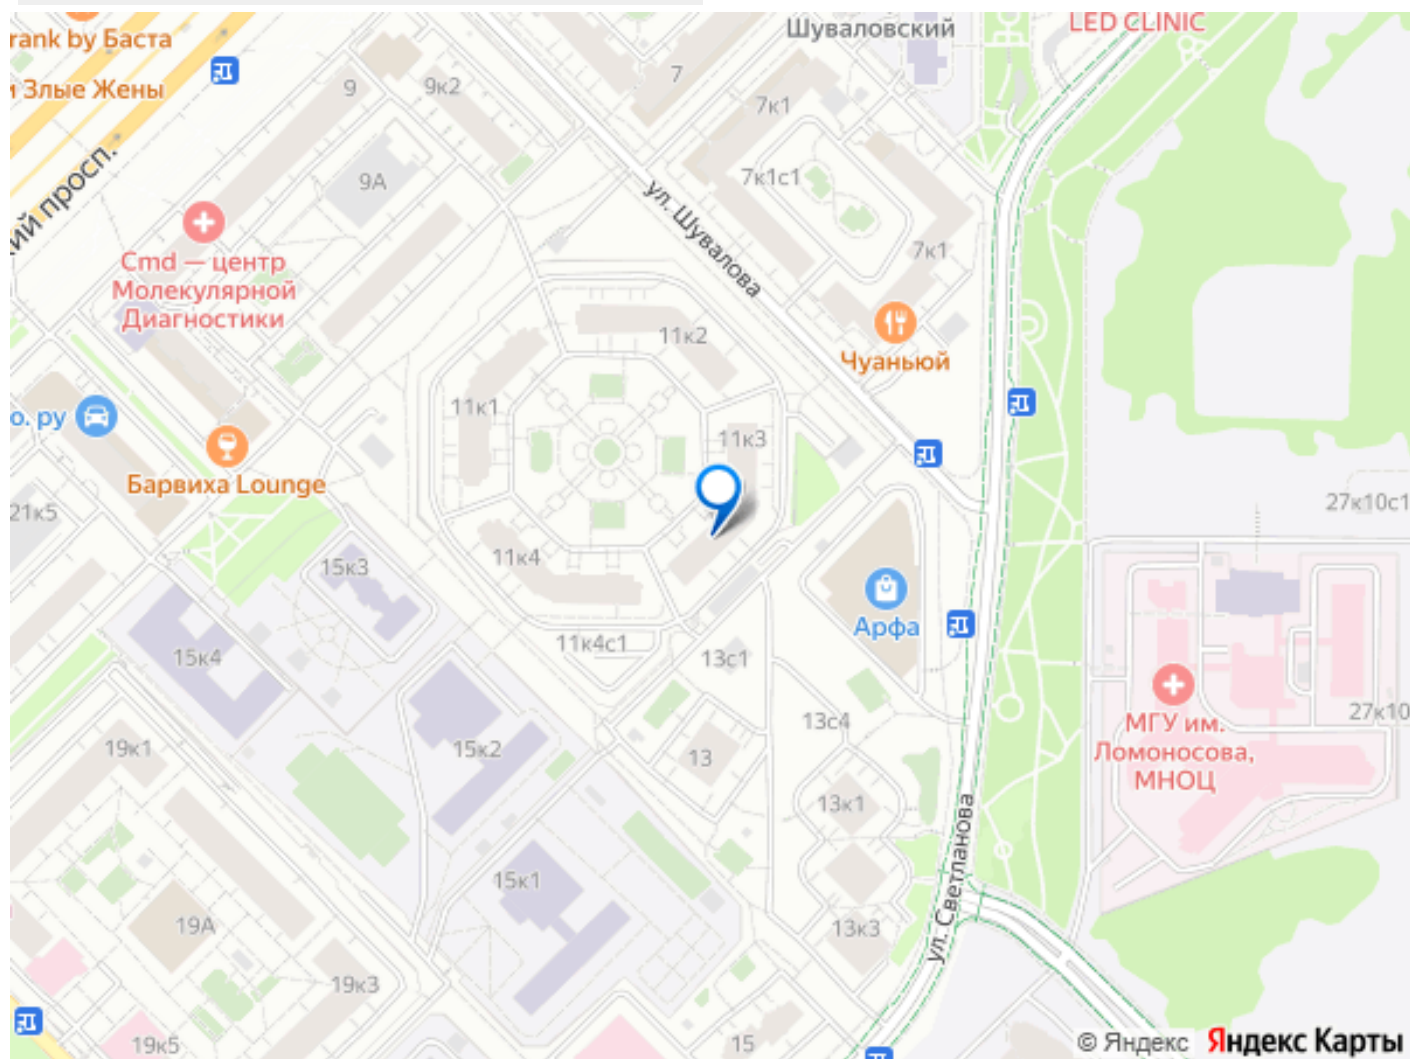 rank by Баста
и Злые Жены
ий просп.
9
9к2
7
Шуваловский
LED CLINIC
7к1
9А
7к1с1
ул. Шувалова
7к1
Cmd — центр
Молекулярной
Диагностики
11к2
Чуаньюй
о. ру
11к1
11к3
Барвиха Lounge
21к5
27к10с1
11к4
15к3
Арфа
11к4с1
15к4
13с1
13с4
МГУ им.
Ломоносова,
МНОЦ
27к10
19к1
15к2
13
13к1
ул. Светланова
15к1
19А
13к3
19к3
19к5
15
© Яндекс Яндекс Карты